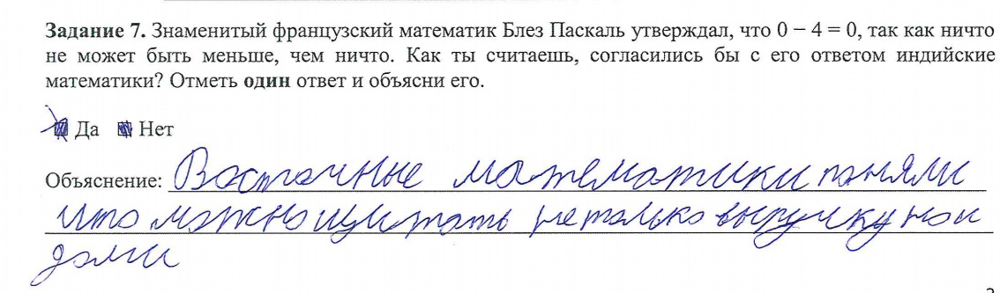 Задание 7. Знаменитый французский математик Блез Паскаль утверждал, что 0 − 4 = 0, так как ничто
не может быть меньше, чем ничто. Как ты считаешь, согласились бы с его ответом индийские
математики? Отметь один ответ и объясни его.
Да Нет
Объяснение: Восточные математики поняли
что можно щитать не только выручку но и
долги